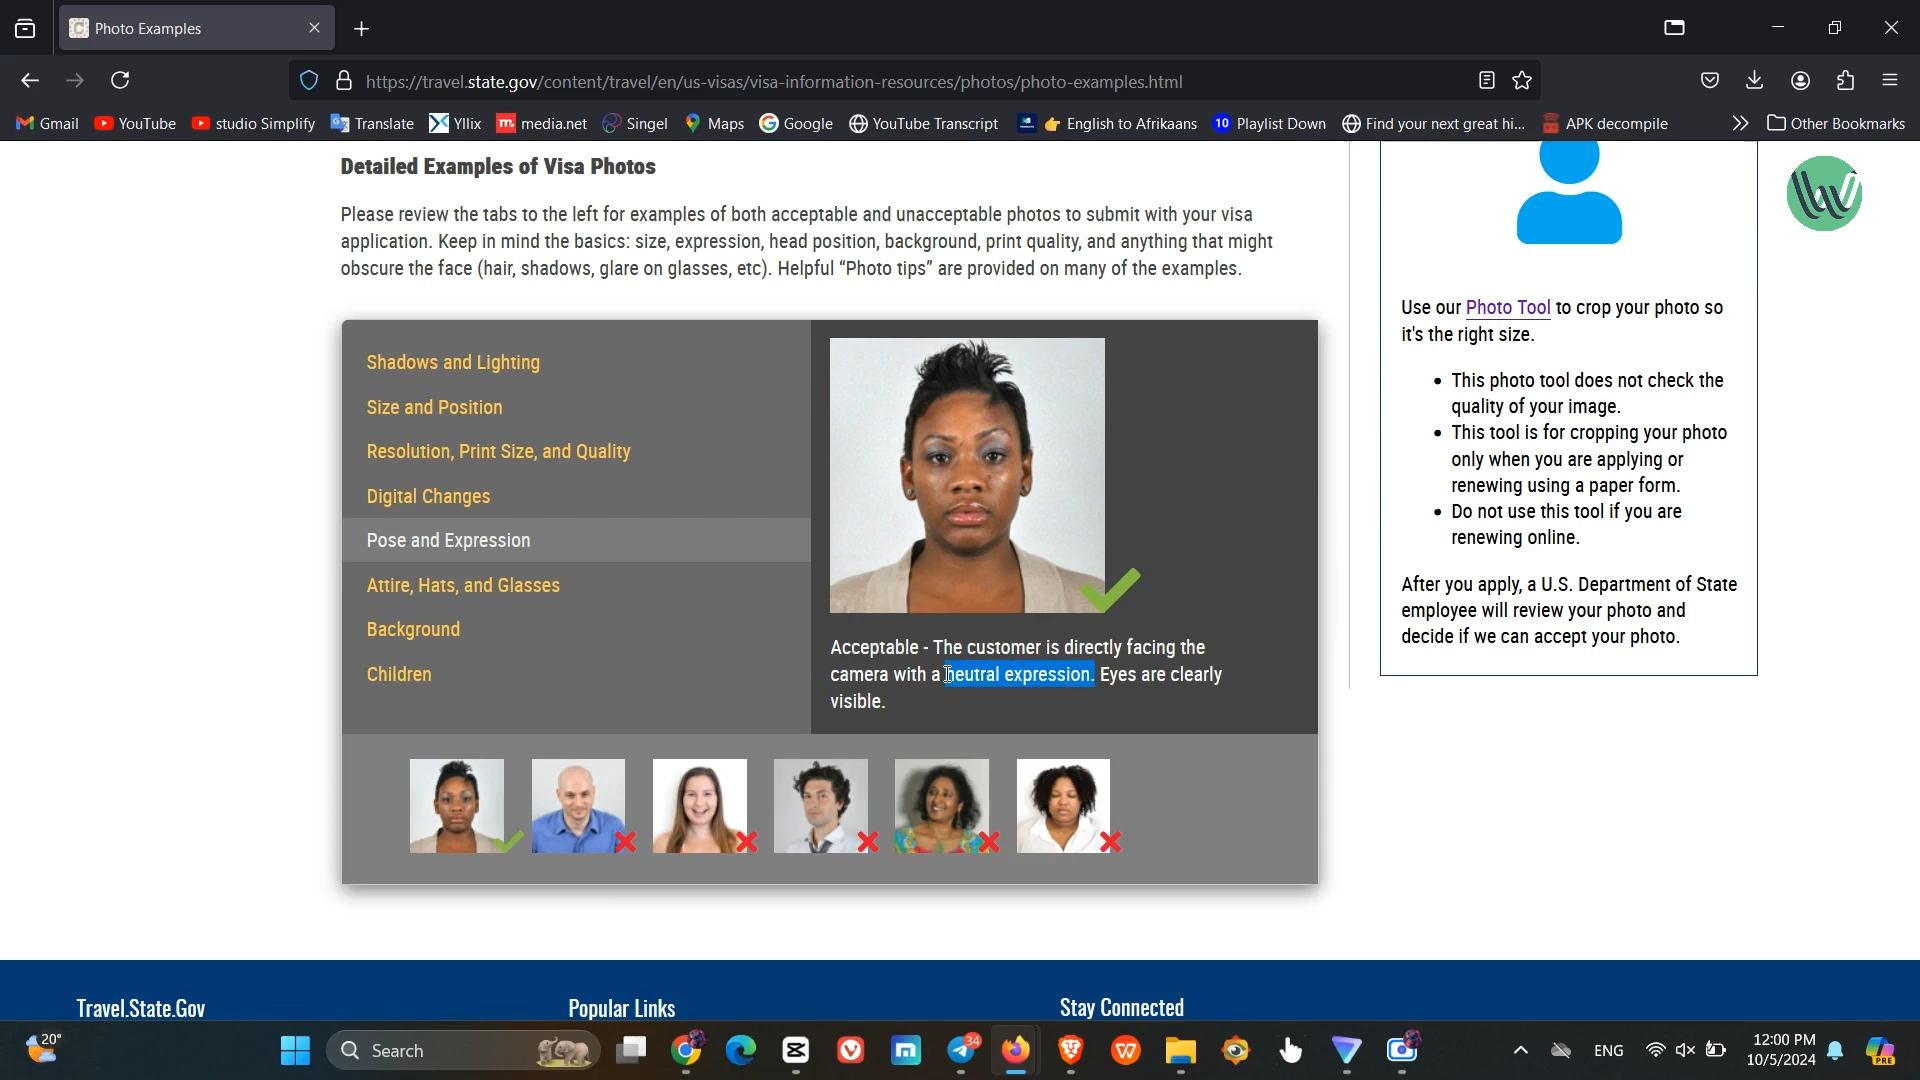 Photo Examples
https://travel.state.gov/content/travel/en/us-visas/visa-information-resources/photos/photo-examples.html
Gmail
YouTube
studio Simplify
Translate
Yllix
media.net
Singel
Maps
Google
YouTube Transcript
👉 English to Afrikaans
10 Playlist Down
Find your next great hi...
APK decompile
Other Bookmarks
Detailed Examples of Visa Photos
Please review the tabs to the left for examples of both acceptable and unacceptable photos to submit with your visa
application. Keep in mind the basics: size, expression, head position, background, print quality, and anything that might
obscure the face (hair, shadows, glare on glasses, etc). Helpful “Photo tips” are provided on many of the examples.
Shadows and Lighting
Size and Position
Resolution, Print Size, and Quality
Digital Changes
Pose and Expression
Attire, Hats, and Glasses
Background
Children
Acceptable - The customer is directly facing the
camera with a neutral expression. Eyes are clearly
visible.
Use our Photo Tool to crop your photo so
it's the right size.
• This photo tool does not check the
quality of your image.
• This tool is for cropping your photo
only when you are applying or
renewing using a paper form.
• Do not use this tool if you are
renewing online.
After you apply, a U.S. Department of State
employee will review your photo and
decide if we can accept your photo.
Travel.State.Gov
Popular Links
Stay Connected
20°
Search
34
ENG
12:00 PM
10/5/2024
PRE